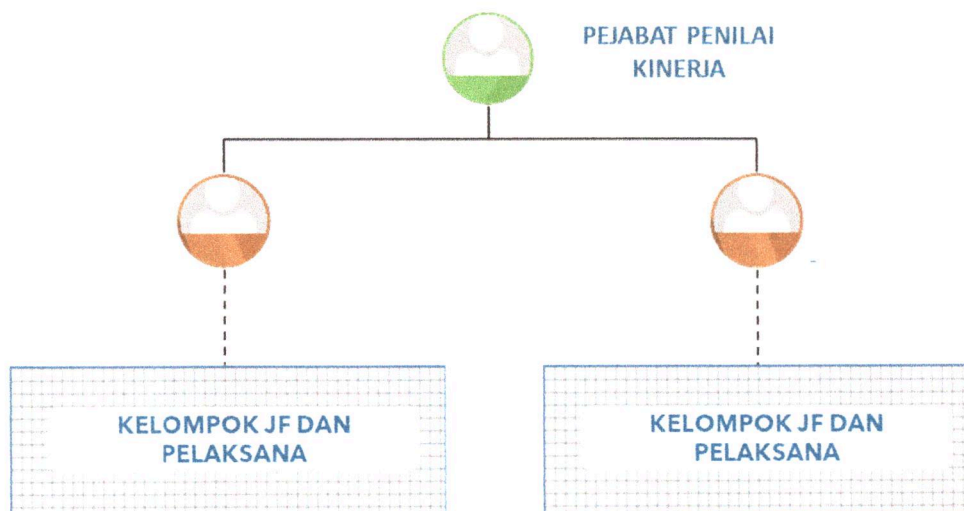 PEJABAT PENILAI
KINERJA
KELOMPOK JF DAN
PELAKSANA
KELOMPOK JF DAN
PELAKSANA